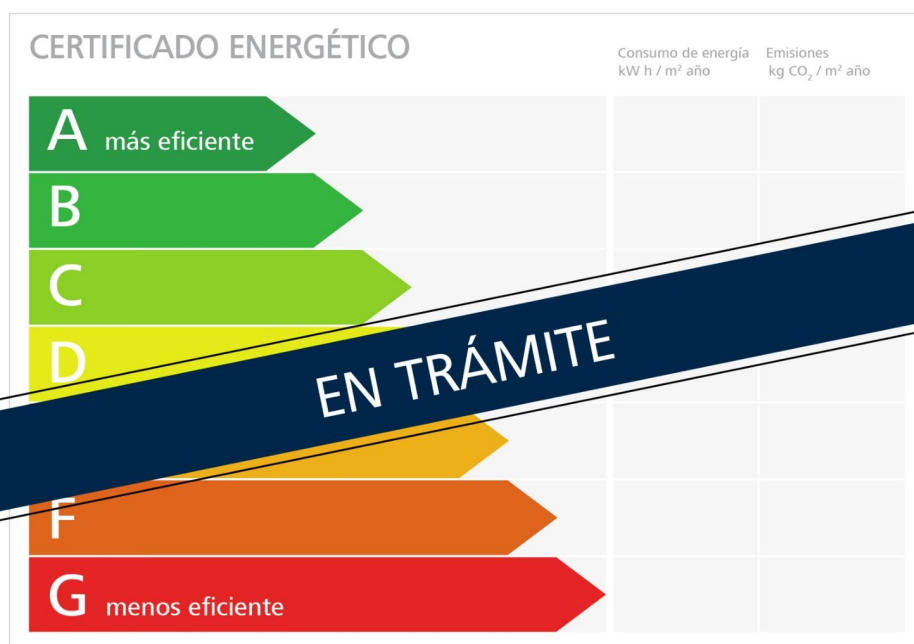 CERTIFICADO ENERGÉTICO
Consumo de energía
kW h / m² año
Emisiones
kg CO₂ / m² año
A más eficiente
B
C
D
EN TRÁMITE
F
G menos eficiente